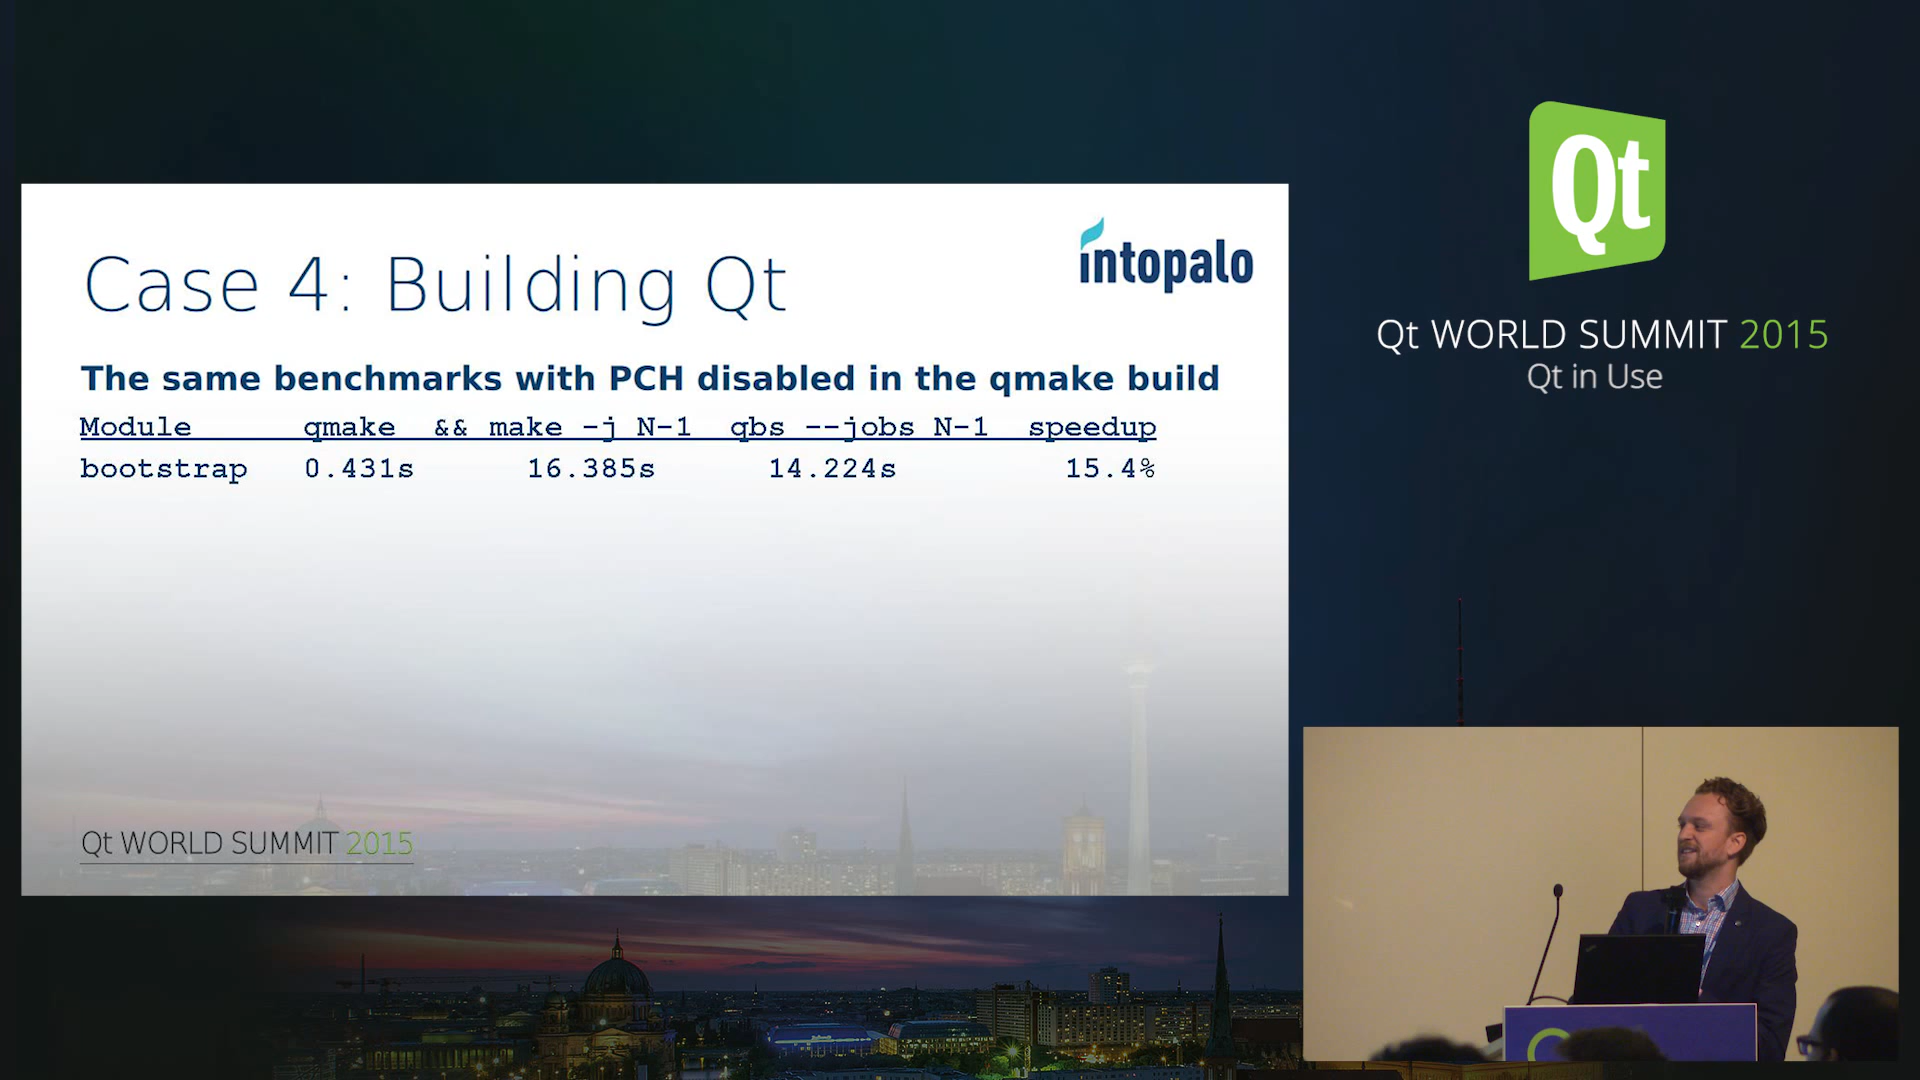 intopalo
Case 4: Building Qt
The same benchmarks with PCH disabled in the qmake build
Module qmake && make -j N-1 qbs --jobs N-1 speedup
bootstrap 0.431s 16.385s 14.224s 15.4%
Qt WORLD SUMMIT 2015
Qt
Qt WORLD SUMMIT 2015
Qt in Use